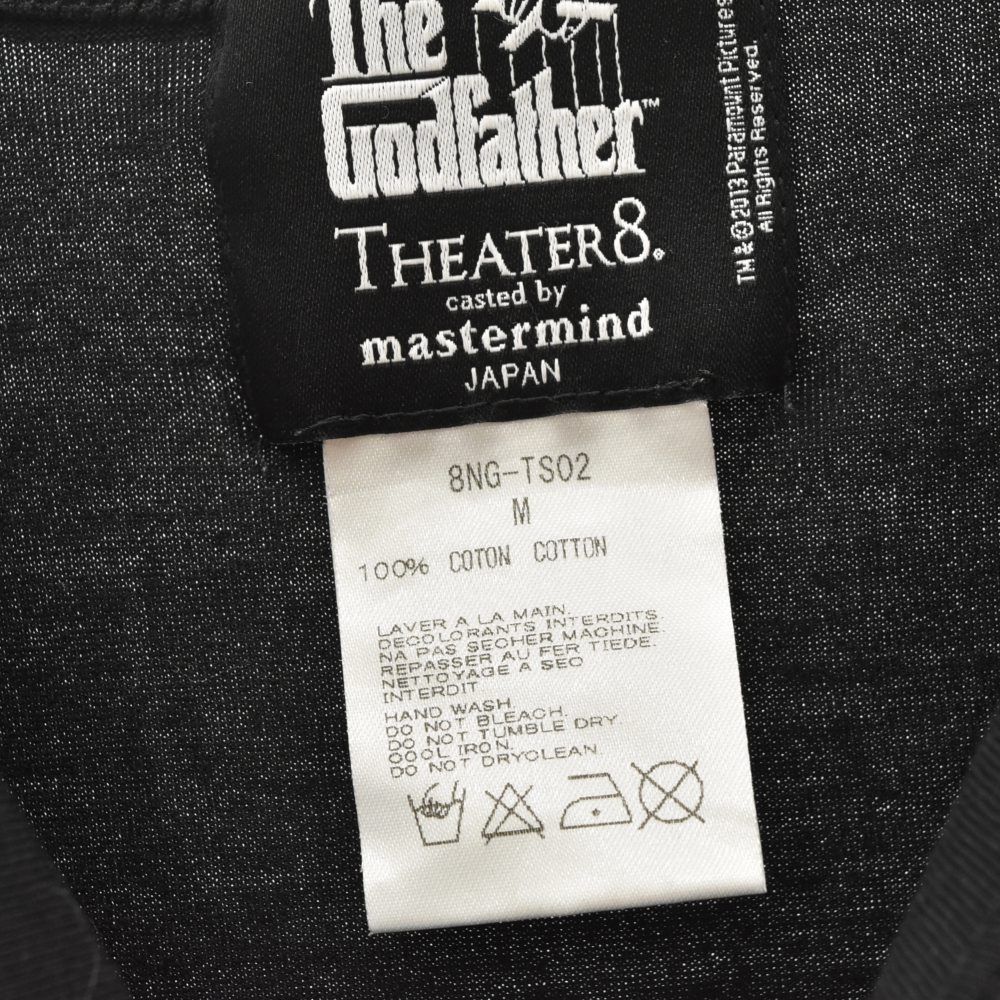 The
Godfather™
THEATER8.
casted by
mastermind
JAPAN
TM & © 2013 Paramount Pictures
All Rights Reserved.
8NG-TS02
M
100% COTON COTTON
LAVER A LA MAIN.
DECOLORANTS INTERDITS
NA PAS SECHER MACHINE.
REPASSER AU FER TIEDE.
NETTOYAGE A SEC
INTERDIT
HAND WASH.
DO NOT BLEACH.
DO NOT TUMBLE DRY.
COOL IRON.
DO NOT DRYCLEAN